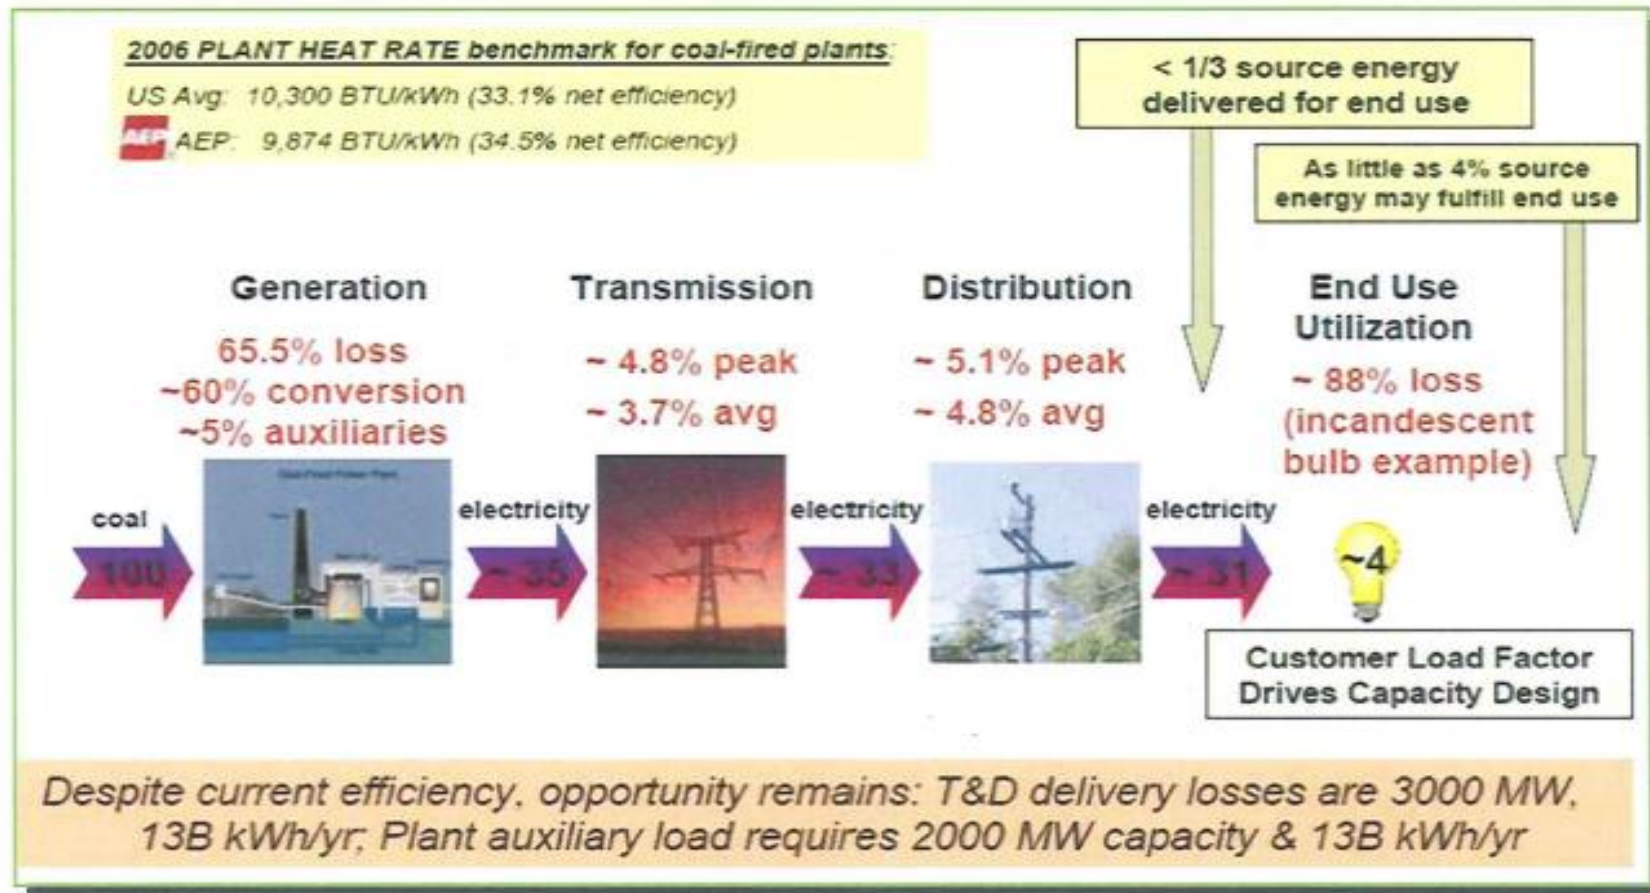 2006 PLANT HEAT RATE benchmark for coal-fired plants:
US Avg: 10,300 BTU/kWh (33.1% net efficiency)
AEP AEP: 9,874 BTU/kWh (34.5% net efficiency)
< 1/3 source energy
delivered for end use
As little as 4% source
energy may fulfill end use
Generation
65.5% loss
~60% conversion
~5% auxiliaries
Transmission
~ 4.8% peak
~ 3.7% avg
Distribution
~ 5.1% peak
~ 4.8% avg
End Use
Utilization
~ 88% loss
(incandescent
bulb example)
coal
100
electricity
~ 35
electricity
~ 33
electricity
~ 31
~4
Customer Load Factor
Drives Capacity Design
Despite current efficiency, opportunity remains: T&D delivery losses are 3000 MW,
13B kWh/yr; Plant auxiliary load requires 2000 MW capacity & 13B kWh/yr